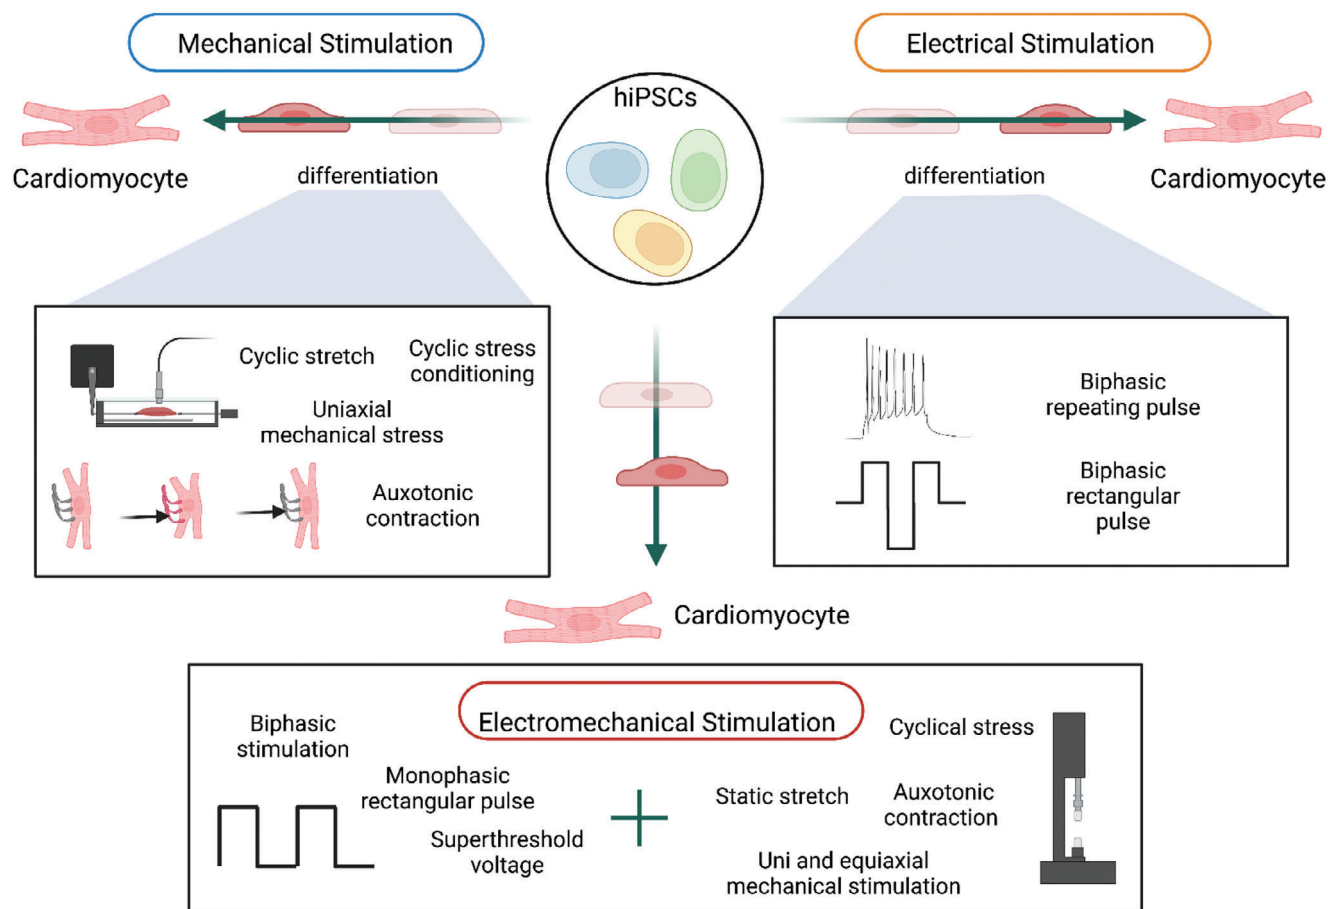 Mechanical Stimulation
Electrical Stimulation
hiPSCs
Cardiomyocyte
differentiation
differentiation
Cardiomyocyte
Cyclic stretch
Cyclic stress
conditioning
Uniaxial
mechanical stress
Auxotonic
contraction
Biphasic
repeating pulse
Biphasic
rectangular
pulse
Cardiomyocyte
Electromechanical Stimulation
Biphasic
stimulation
Monophasic
rectangular pulse
Superthreshold
voltage
Cyclical stress
Static stretch
Auxotonic
contraction
Uni and equiaxial
mechanical stimulation